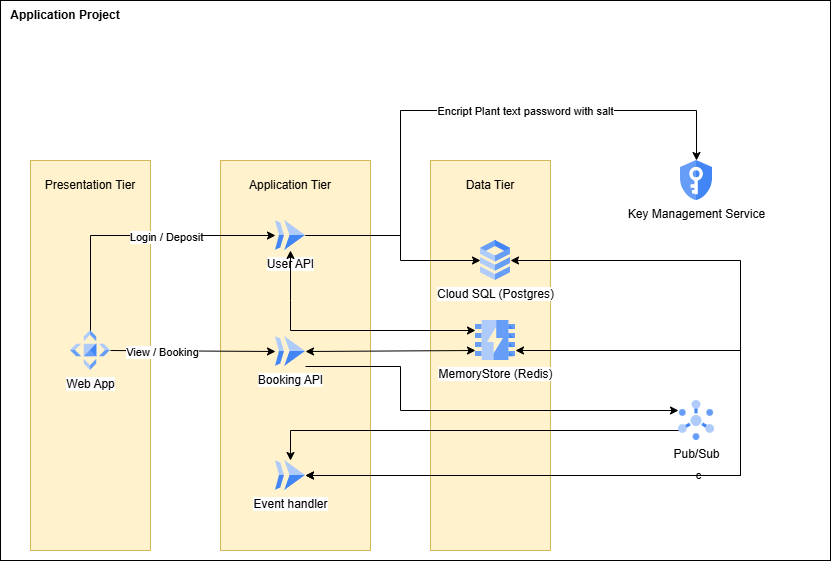 Application Project
Encript Plant text password with salt
Presentation Tier
Application Tier
Data Tier
Key Management Service
Login / Deposit
User API
Cloud SQL (Postgres)
View / Booking
Web App
Booking API
MemoryStore (Redis)
Pub/Sub
c
Event handler